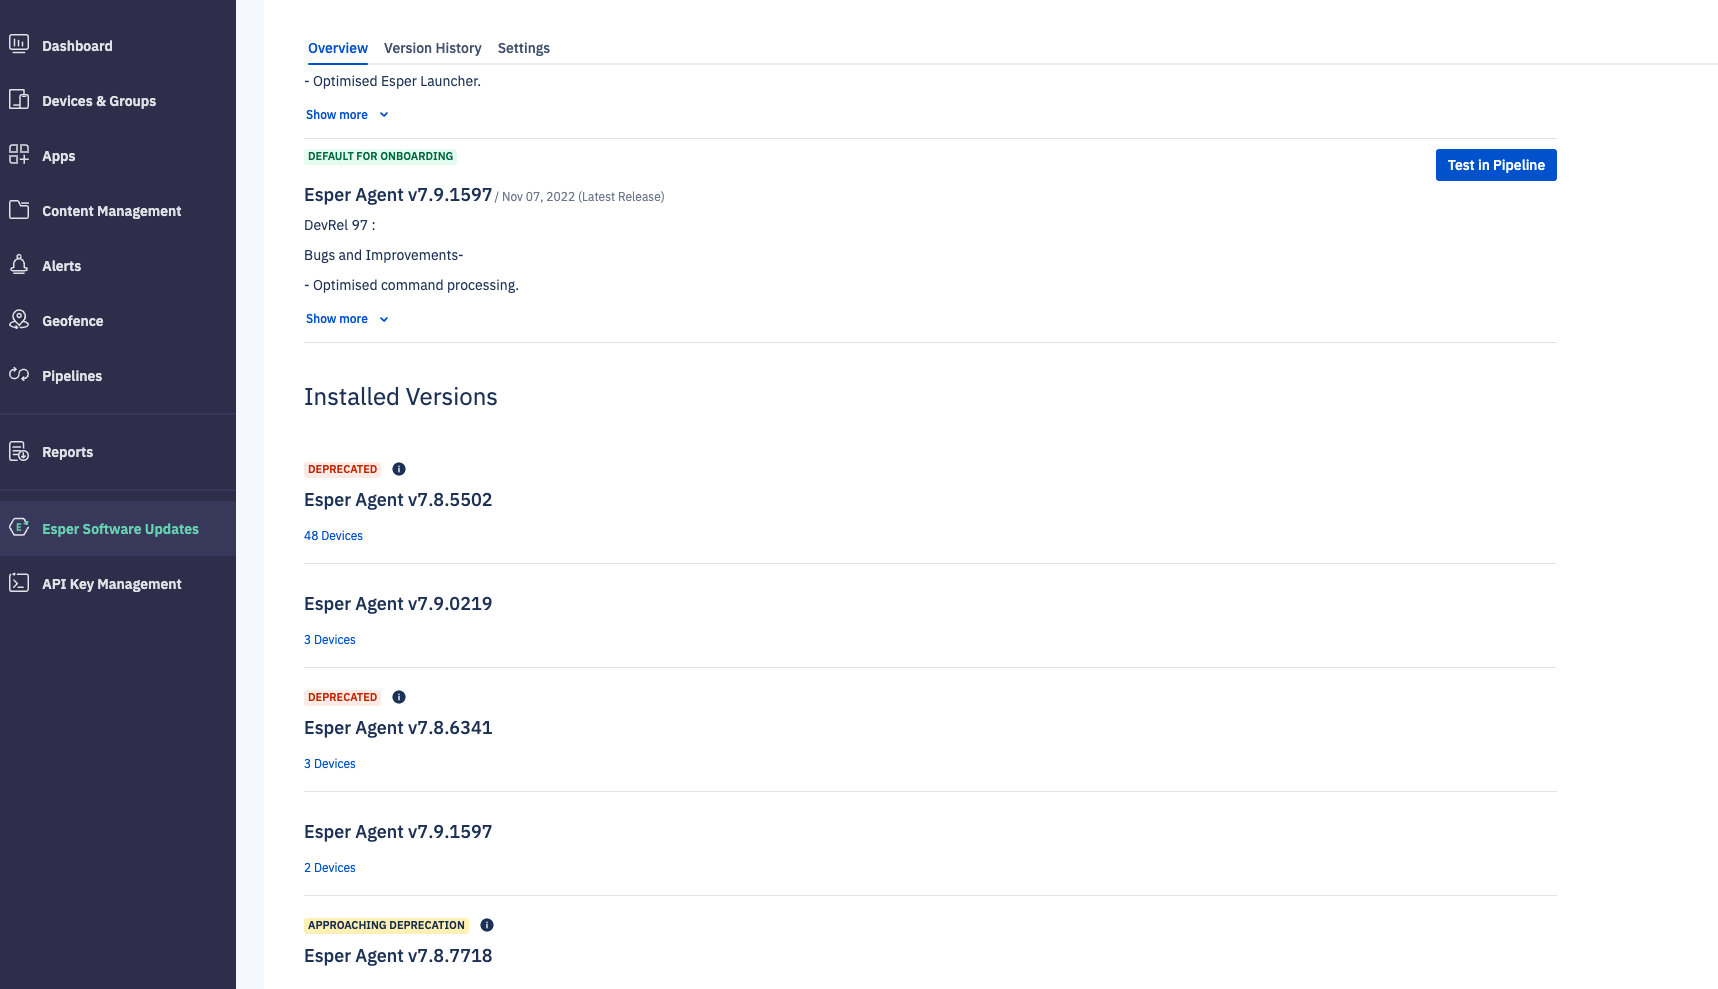 Dashboard
Devices & Groups
Apps
Content Management
Alerts
Geofence
Pipelines
Reports
Esper Software Updates
API Key Management
Overview Version History Settings
- Optimised Esper Launcher.
Show more
DEFAULT FOR ONBOARDING
Test in Pipeline
Esper Agent v7.9.1597 / Nov 07, 2022 (Latest Release)
DevRel 97 :
Bugs and Improvements-
- Optimised command processing.
Show more
Installed Versions
DEPRECATED
Esper Agent v7.8.5502
48 Devices
Esper Agent v7.9.0219
3 Devices
DEPRECATED
Esper Agent v7.8.6341
3 Devices
Esper Agent v7.9.1597
2 Devices
APPROACHING DEPRECATION
Esper Agent v7.8.7718